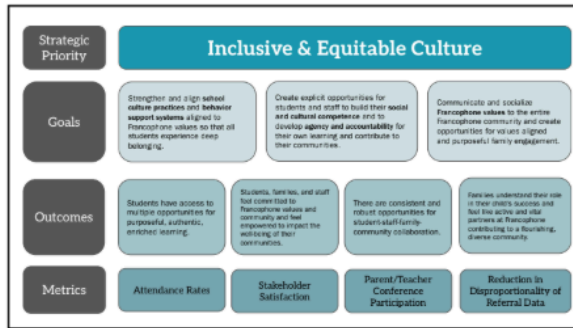 Strategic
Priority
Inclusive & Equitable Culture
Goals
Strengthen and align school
culture practices and behavior
support systems aligned to
Francophone values so that all
students experience deep
belonging.
Create explicit opportunities for
students and staff to build their social
and cultural competence and to
develop agency and accountability for
their own learning and contribute to
their communities.
Communicate and socialize
Francophone values to the entire
Francophone community and create
opportunities for values aligned
and purposeful family engagement.
Outcomes
Students have access to
multiple opportunities for
purposeful, authentic,
enriched learning.
Students, families, and staff
feel committed to
Francophone values and
community and feel
empowered to impact the
well-being of their
communities.
There are consistent and
robust opportunities for
student-staff-family-
community collaboration.
Families understand their role
in their child's success and
feel like active and vital
partners at Francophone
contributing to a flourishing,
diverse community.
Metrics
Attendance Rates
Stakeholder
Satisfaction
Parent/Teacher
Conference
Participation
Reduction in
Disproportionality of
Referral Data